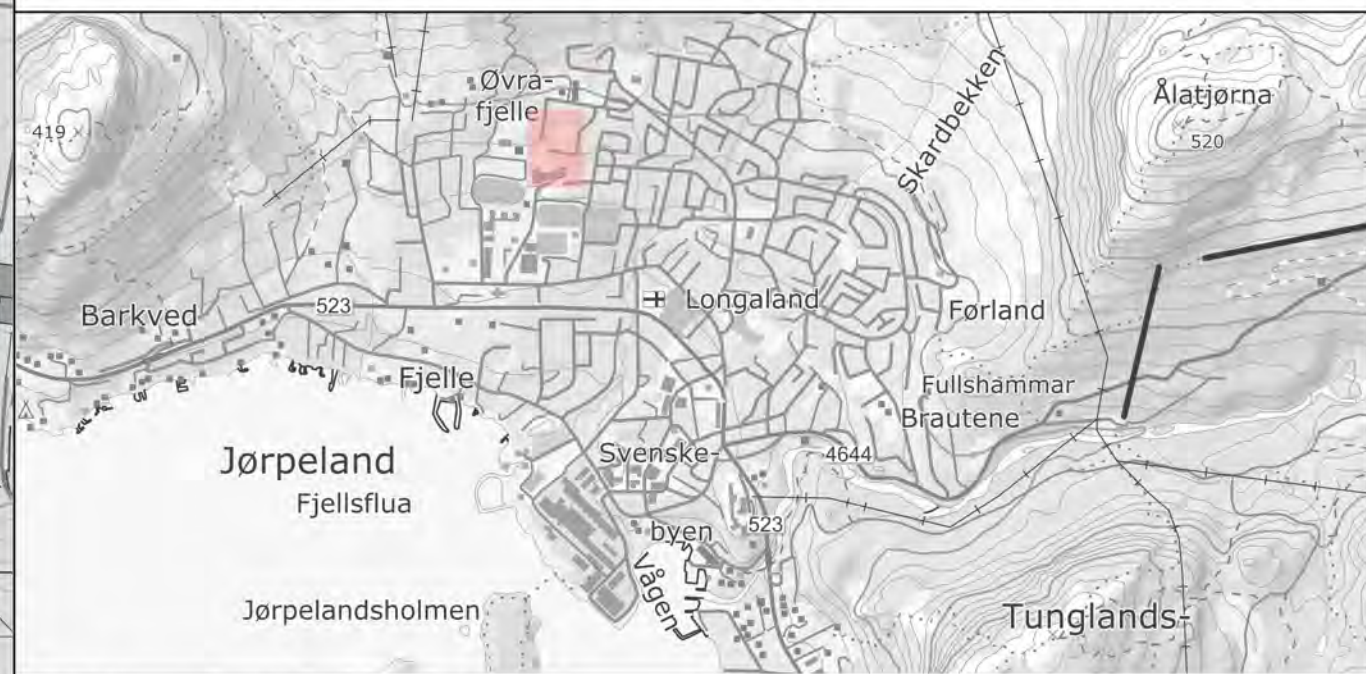 Øvra-
fjelle
Skardbekken
Ålatjørna
520
419
Barkved
523
Longaland
Førland
Fjelle
Fullshammar
Brautene
Jørpeland
Svenske-
4644
Fjellsflua
byen
523
Vågen
Jørpelandsholmen
Tunglands-